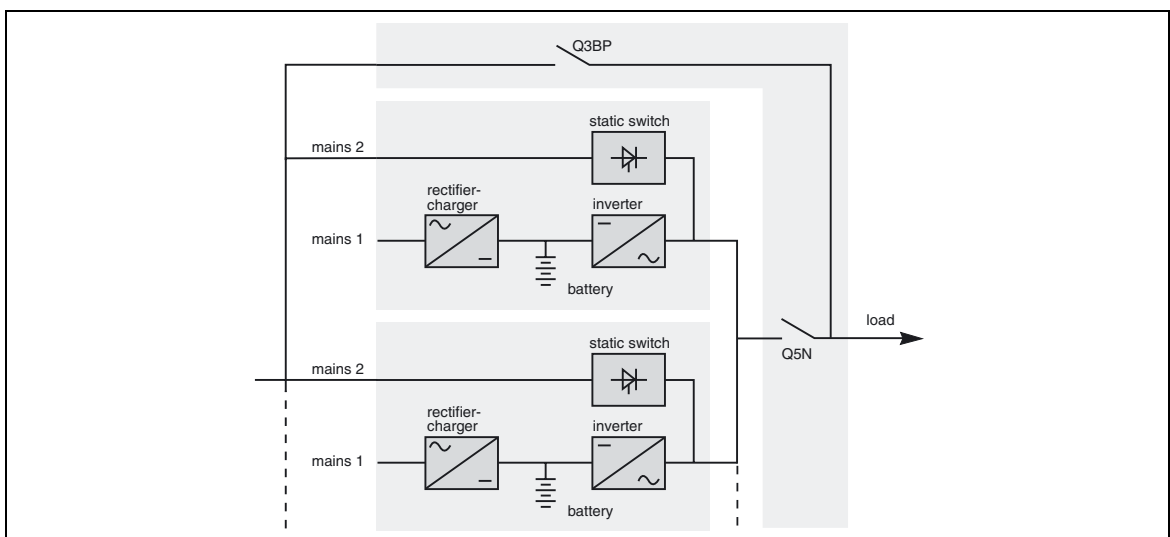 Q3BP
static switch
mains 2
rectifier-
charger
inverter
mains 1
battery
load
Q5N
static switch
mains 2
rectifier-
charger
inverter
mains 1
battery